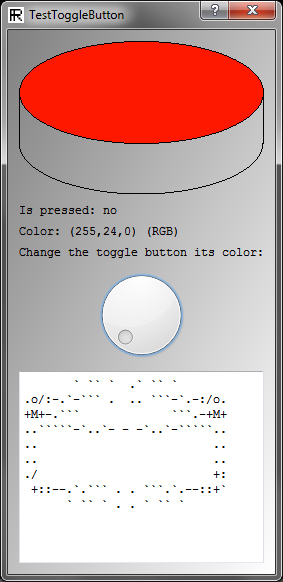 TestToggleButton
Is pressed: no
Color: (255,24,0) (RGB)
Change the toggle button its color:
       ` `` `  .` `` `
.o/:-.`-``` .  .. ```-`.-:/o.
+M+-.```             ```.-+M+
..`````-`..`- - -`..`-`````..
..                         ..
..                         ..
./                         +:
 +::--.`.``` . . ```.`.--::+`
      ` `` ` . . ` `` `